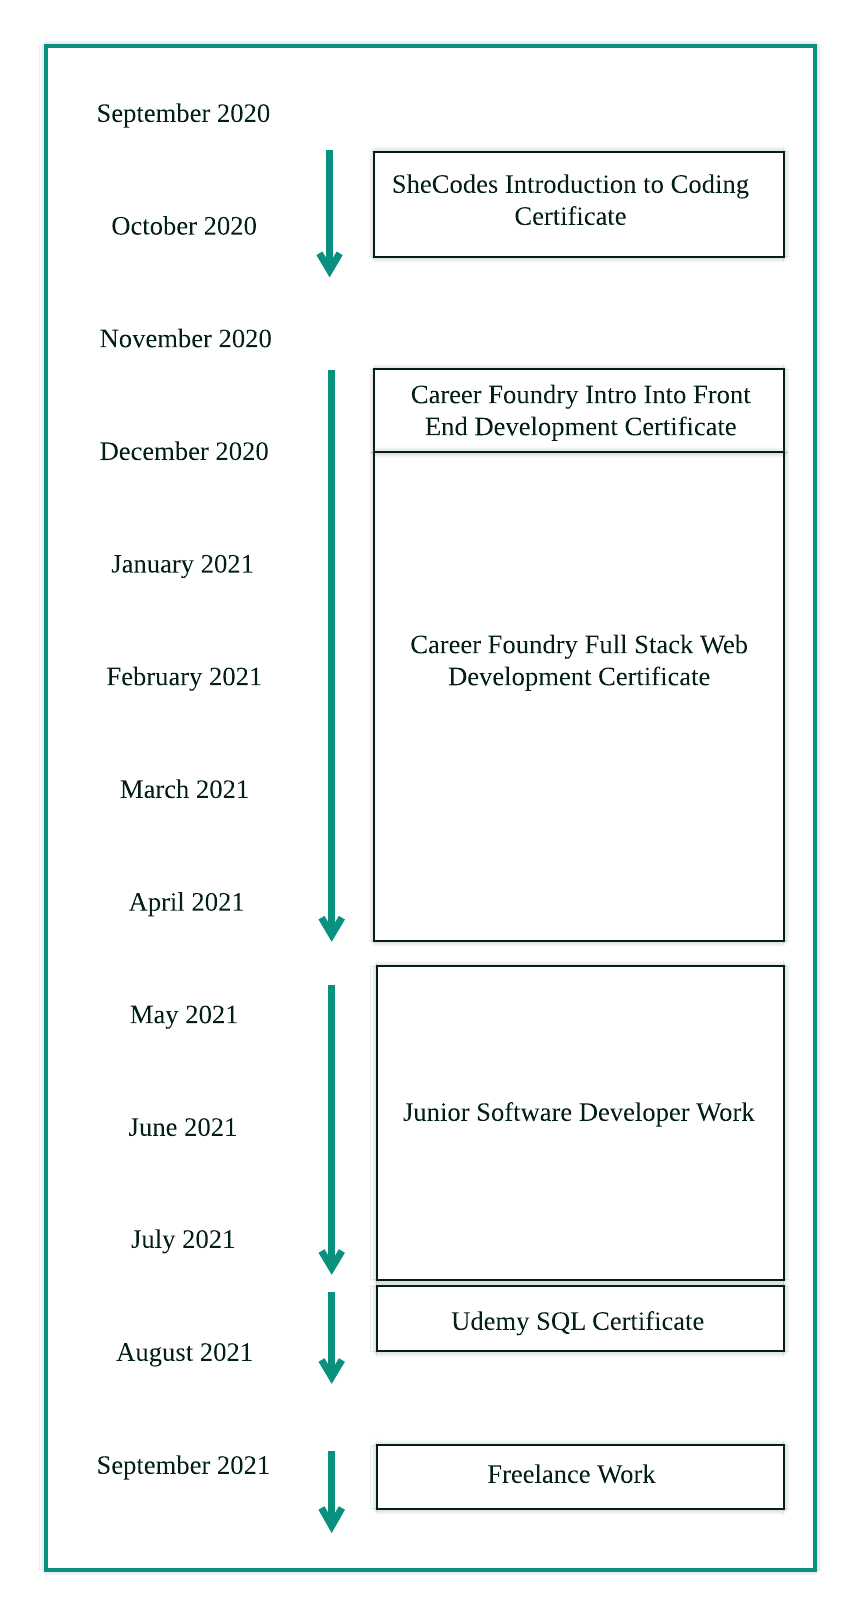 September 2020
SheCodes Introduction to Coding
Certificate
October 2020
November 2020
Career Foundry Intro Into Front
End Development Certificate
December 2020
January 2021
Career Foundry Full Stack Web
Development Certificate
February 2021
March 2021
April 2021
May 2021
Junior Software Developer Work
June 2021
July 2021
Udemy SQL Certificate
August 2021
September 2021
Freelance Work